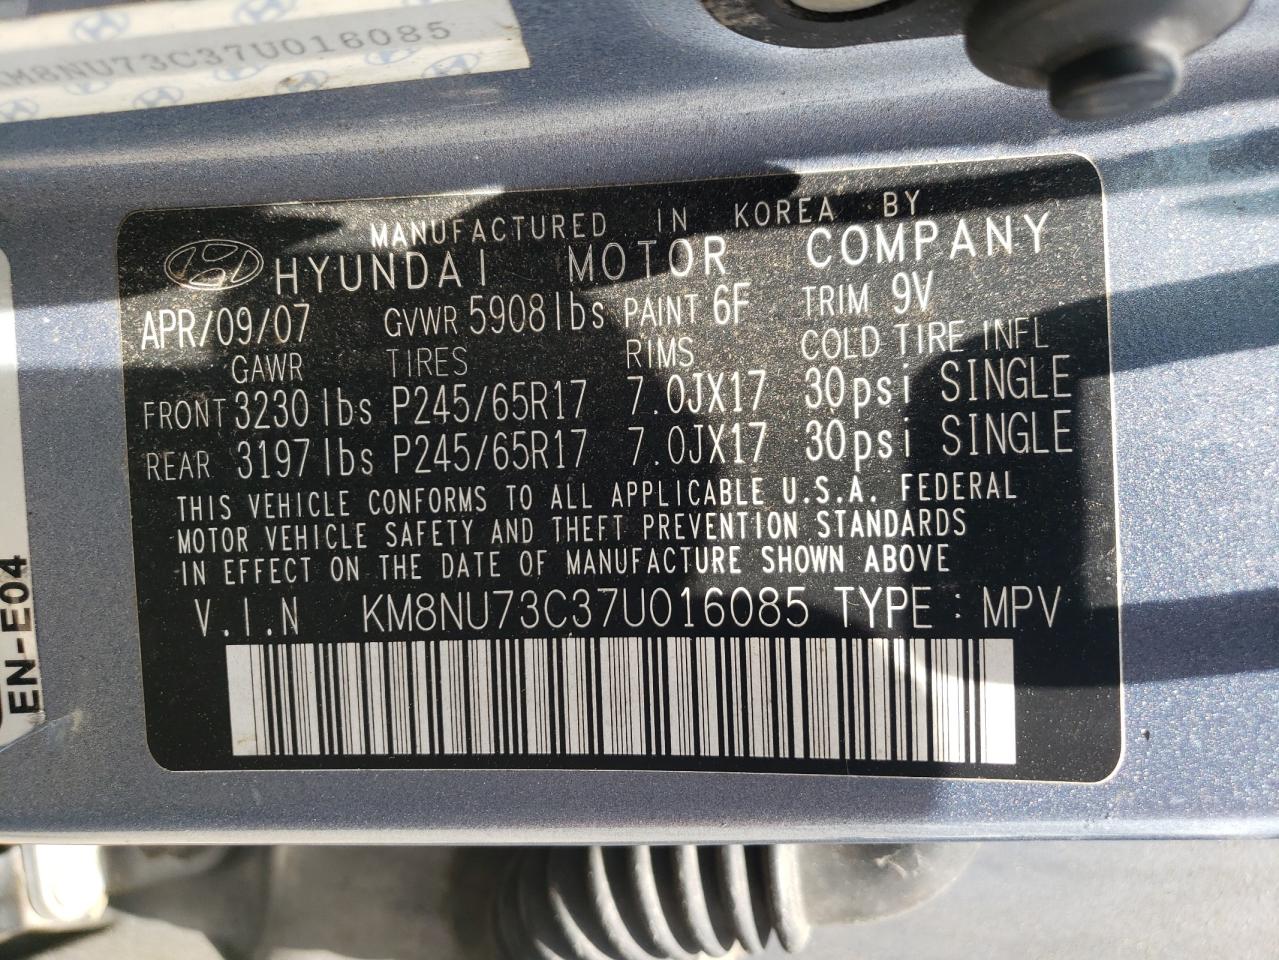 KM8NU73C37U016085
MANUFACTURED IN KOREA BY
HYUNDAI MOTOR COMPANY
APR/09/07 GVWR 5908lbs PAINT 6F TRIM 9V
GAWR TIRES RIMS COLD TIRE INFL
FRONT 3230lbs P245/65R17 7.0JX17 30psi SINGLE
REAR 3197lbs P245/65R17 7.0JX17 30psi SINGLE
THIS VEHICLE CONFORMS TO ALL APPLICABLE U.S.A. FEDERAL
MOTOR VEHICLE SAFETY AND THEFT PREVENTION STANDARDS
IN EFFECT ON THE DATE OF MANUFACTURE SHOWN ABOVE
V.I.N KM8NU73C37U016085 TYPE : MPV
EN-E04